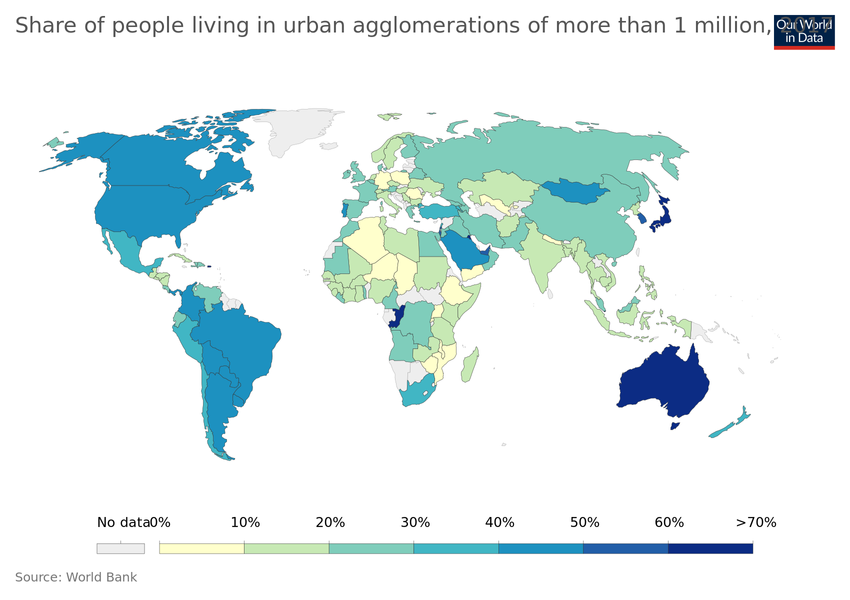 Share of people living in urban agglomerations of more than 1 million, 2017
Our World
in Data
No data 0% 10% 20% 30% 40% 50% 60% >70%
Source: World Bank